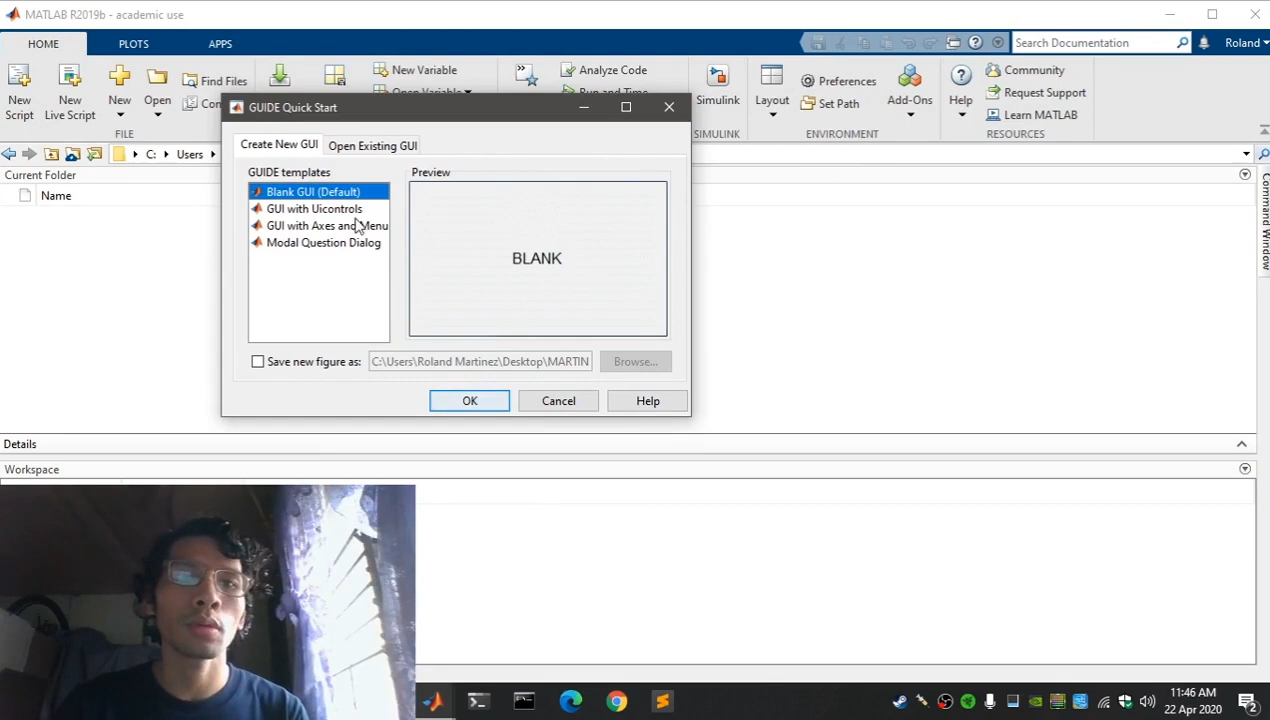 MATLAB R2019b - academic use
HOME
PLOTS
APPS
Search Documentation
Roland
New Script
New Live Script
New
Open
Find Files
New Variable
Analyze Code
Run and Time
Simulink
Layout
Preferences
Set Path
Add-Ons
Help
Community
Request Support
Learn MATLAB
FILE
SIMULINK
ENVIRONMENT
RESOURCES
C:
Users
Current Folder
Name
Command Window
GUIDE Quick Start
Create New GUI
Open Existing GUI
GUIDE templates
Preview
Blank GUI (Default)
GUI with Uicontrols
GUI with Axes and Menu
Modal Question Dialog
BLANK
Save new figure as:
C:\Users\Roland Martinez\Desktop\MARTIN
Browse...
OK
Cancel
Help
Details
Workspace
11:46 AM
22 Apr 2020
2